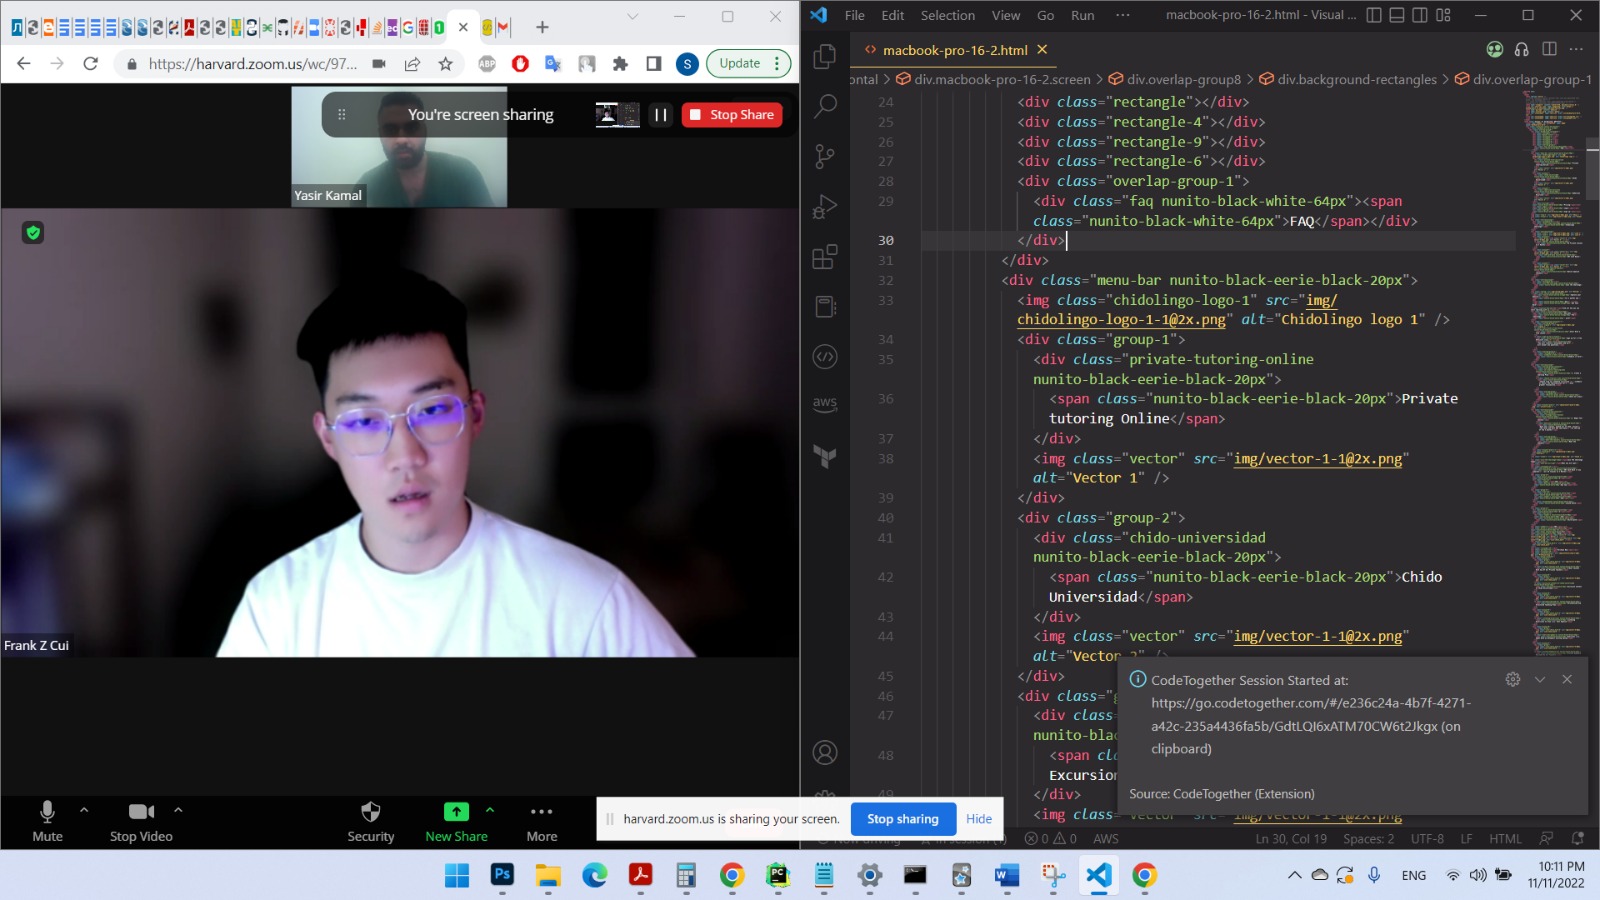 https://harvard.zoom.us/wc/97...
ABP
S
Update
You're screen sharing
Stop Share
Yasir Kamal
Frank Z Cui
Mute
Stop Video
Security
New Share
More
harvard.zoom.us is sharing your screen.
Stop sharing
Hide
File Edit Selection View Go Run ···
macbook-pro-16-2.html - Visual ...
macbook-pro-16-2.html
ontal > div.macbook-pro-16-2.screen > div.overlap-group8 > div.background-rectangles > div.overlap-group-1
24 <div class="rectangle"></div>
25 <div class="rectangle-4"></div>
26 <div class="rectangle-9"></div>
27 <div class="rectangle-6"></div>
28 <div class="overlap-group-1">
29 <div class="faq nunito-black-white-64px"><span
class="nunito-black-white-64px">FAQ</span></div>
30 </div>
31 </div>
32 <div class="menu-bar nunito-black-eerie-black-20px">
33 <img class="chidolingo-logo-1" src="img/
chidolingo-logo-1-1@2x.png" alt="Chidolingo logo 1" />
34 <div class="group-1">
35 <div class="private-tutoring-online
nunito-black-eerie-black-20px">
36 <span class="nunito-black-eerie-black-20px">Private
tutoring Online</span>
37 </div>
38 <img class="vector" src="img/vector-1-1@2x.png"
alt="Vector 1" />
39 </div>
40 <div class="group-2">
41 <div class="chido-universidad
nunito-black-eerie-black-20px">
42 <span class="nunito-black-eerie-black-20px">Chido
Universidad</span>
43 </div>
44 <img class="vector" src="img/vector-1-1@2x.png"
alt="Vector 2" />
45 </div>
46 <div class="g
47 <div class=
nunito-blac
48 <span cl
Excursion
49 </div>
<img class="vector" src="img/vector-1-1@2x.png"
aws
CodeTogether Session Started at:
https://go.codetogether.com/#/e236c24a-4b7f-4271-
a42c-235a4436fa5b/GdtLQI6xATM70CW6t2Jkgx (on
clipboard)
Source: CodeTogether (Extension)
0 0 AWS
Ln 30, Col 19 Spaces: 2 UTF-8 LF HTML
Ps
PC
W
ENG
10:11 PM
11/11/2022